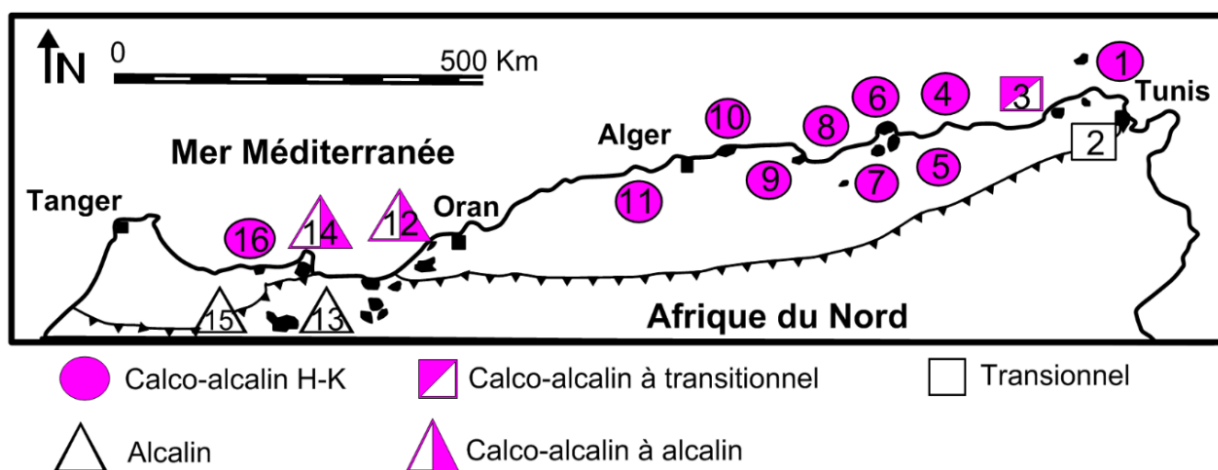 N
0
500 Km
1
Tunis
3
4
6
8
10
Alger
Mer Méditerranée
2
5
7
9
11
Oran
12
14
16
Tanger
13
15
Afrique du Nord
Calco-alcalin H-K
Calco-alcalin à transitionnel
Transionnel
Alcalin
Calco-alcalin à alcalin